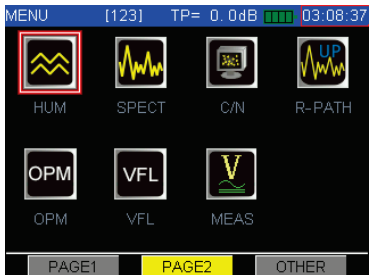 MENU [123] TP= 0. 0dB 03:08:37
UP
HUM SPECT C/N R-PATH
OPM VFL V
OPM VFL MEAS
PAGE1 PAGE2 OTHER